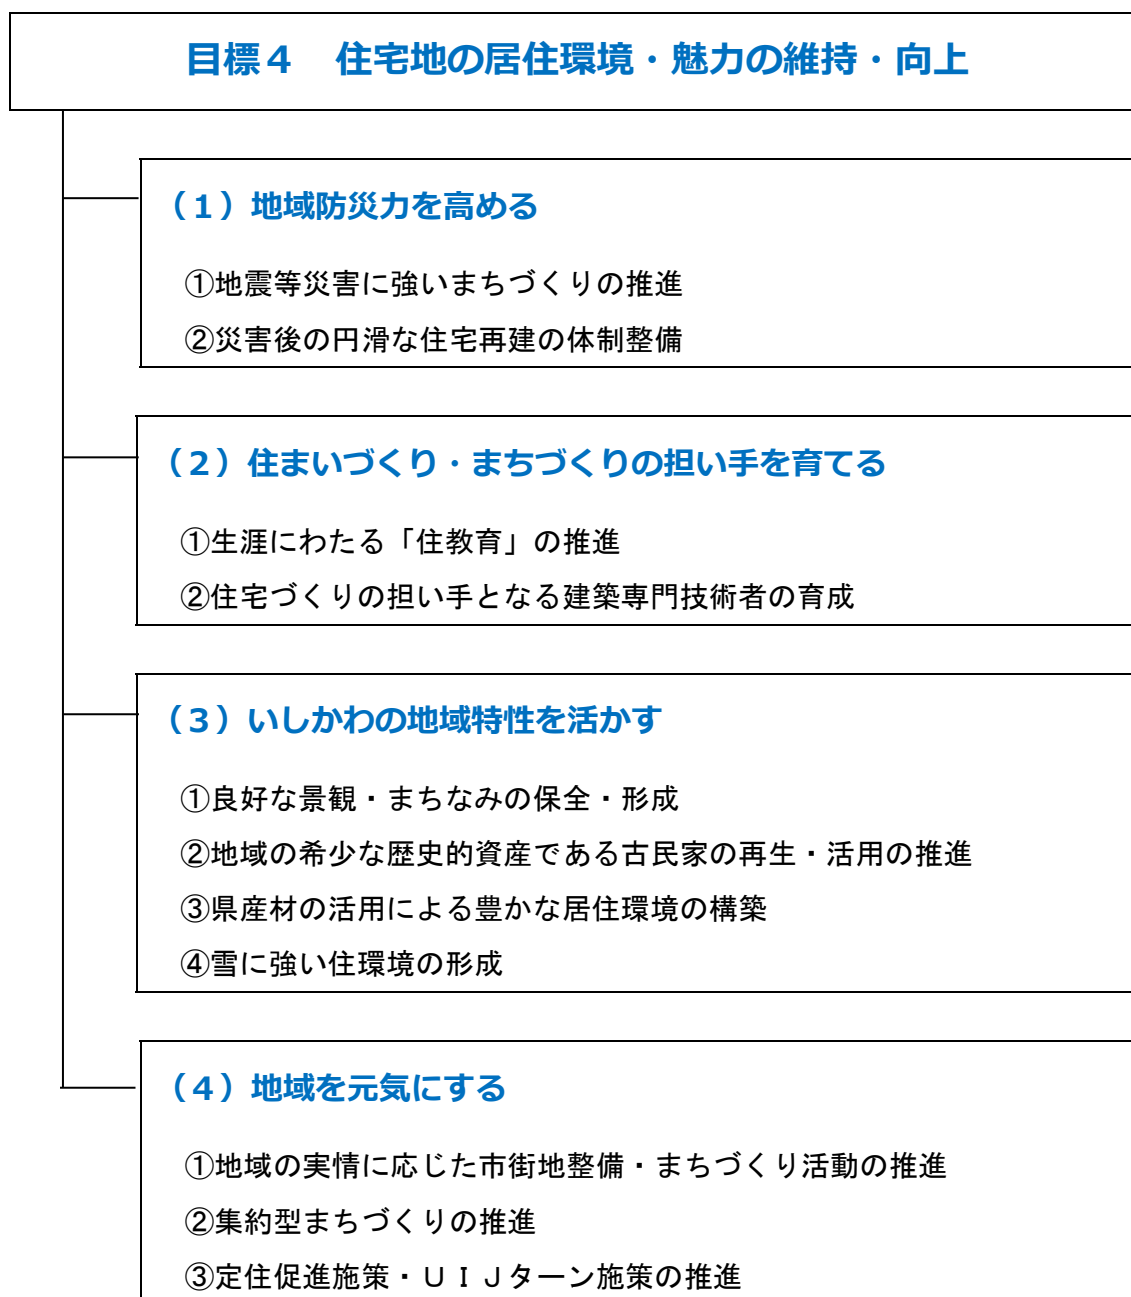 目標４　住宅地の居住環境・魅力の維持・向上
（１）地域防災力を高める
①地震等災害に強いまちづくりの推進
②災害後の円滑な住宅再建の体制整備
（２）住まいづくり・まちづくりの担い手を育てる
①生涯にわたる「住教育」の推進
②住宅づくりの担い手となる建築専門技術者の育成
（３）いしかわの地域特性を活かす
①良好な景観・まちなみの保全・形成
②地域の希少な歴史的資産である古民家の再生・活用の推進
③県産材の活用による豊かな居住環境の構築
④雪に強い住環境の形成
（４）地域を元気にする
①地域の実情に応じた市街地整備・まちづくり活動の推進
②集約型まちづくりの推進
③定住促進施策・ＵＩＪターン施策の推進